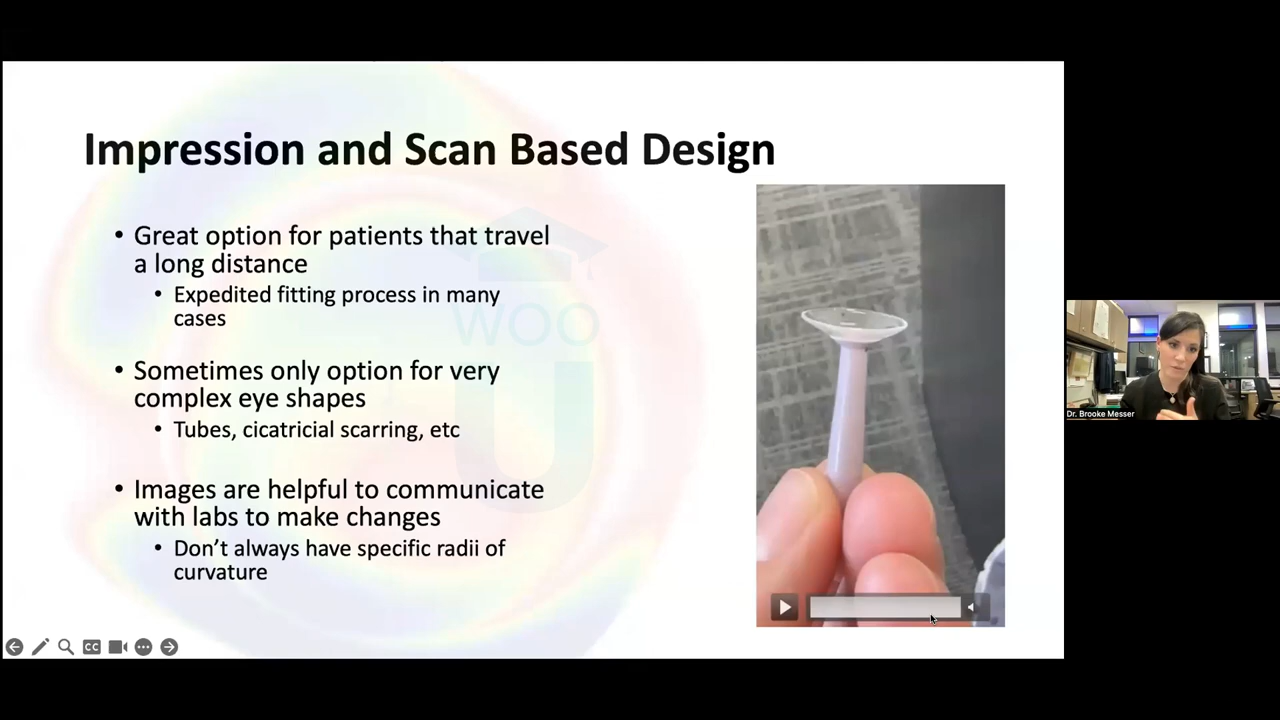 Impression and Scan Based Design
• Great option for patients that travel
a long distance
• Expedited fitting process in many
cases
• Sometimes only option for very
complex eye shapes
• Tubes, cicatricial scarring, etc
• Images are helpful to communicate
with labs to make changes
• Don’t always have specific radii of
curvature
WOO
U
CC
Dr. Brooke Messer